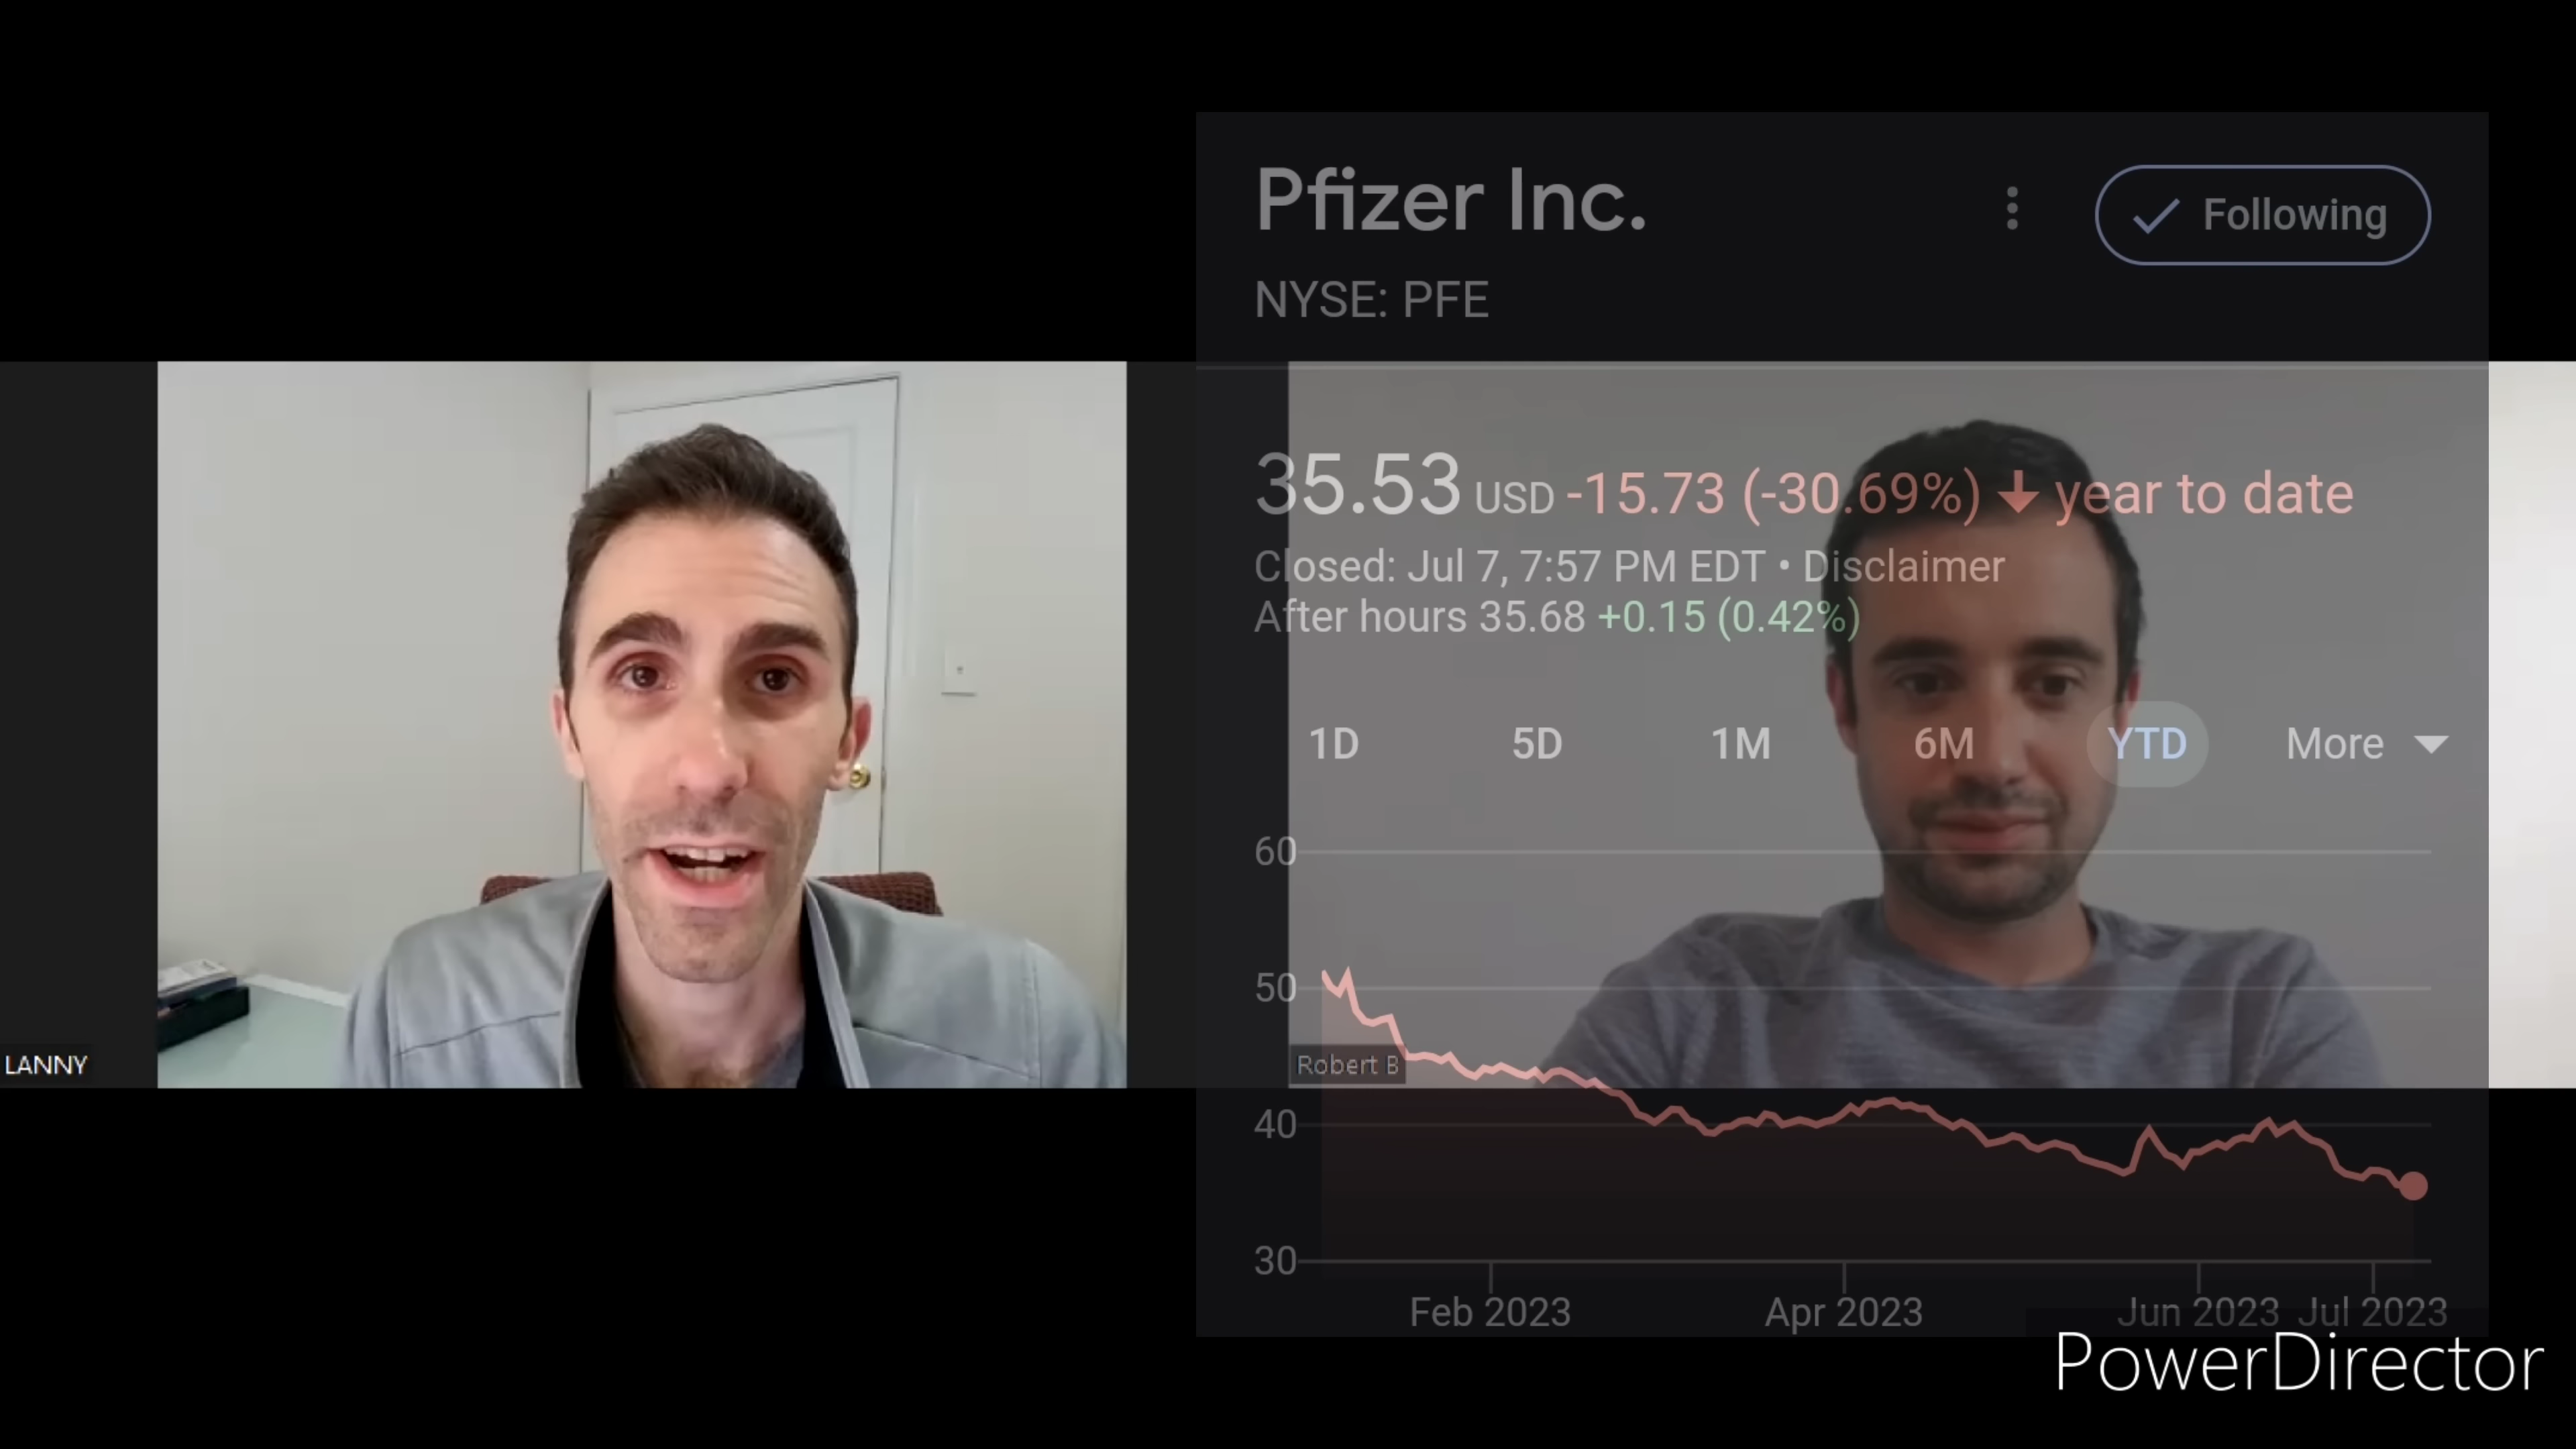 Pfizer Inc.
Following
NYSE: PFE
35.53 USD -15.73 (-30.69%) ↓ year to date
Closed: Jul 7, 7:57 PM EDT • Disclaimer
After hours 35.68 +0.15 (0.42%)
1D 5D 1M 6M YTD More
60
50
LANNY
Robert B
40
30
Feb 2023 Apr 2023 Jun 2023 Jul 2023
PowerDirector